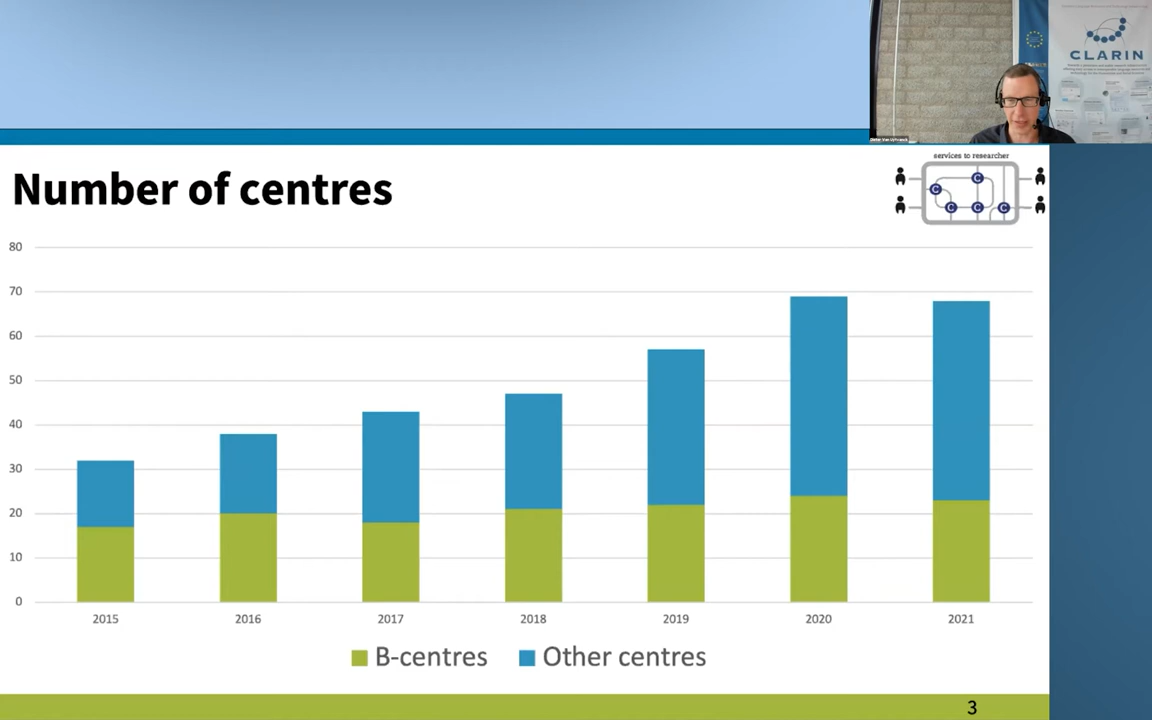 CLARIN
Number of centres
services to researcher
C
C
C
C
C
80
70
60
50
40
30
20
10
0
2015
2016
2017
2018
2019
2020
2021
B-centres
Other centres
3